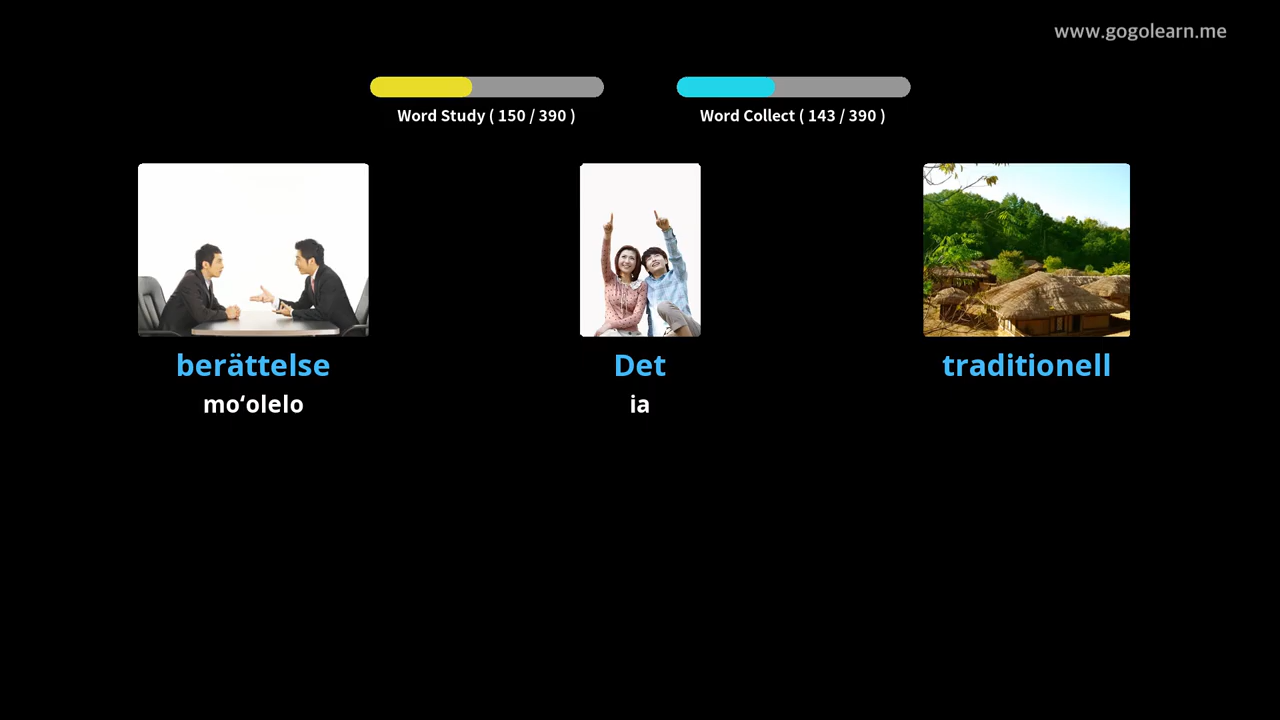 www.gogolearn.me
Word Study ( 150 / 390 )
Word Collect ( 143 / 390 )
berättelse
moʻolelo
Det
ia
traditionell